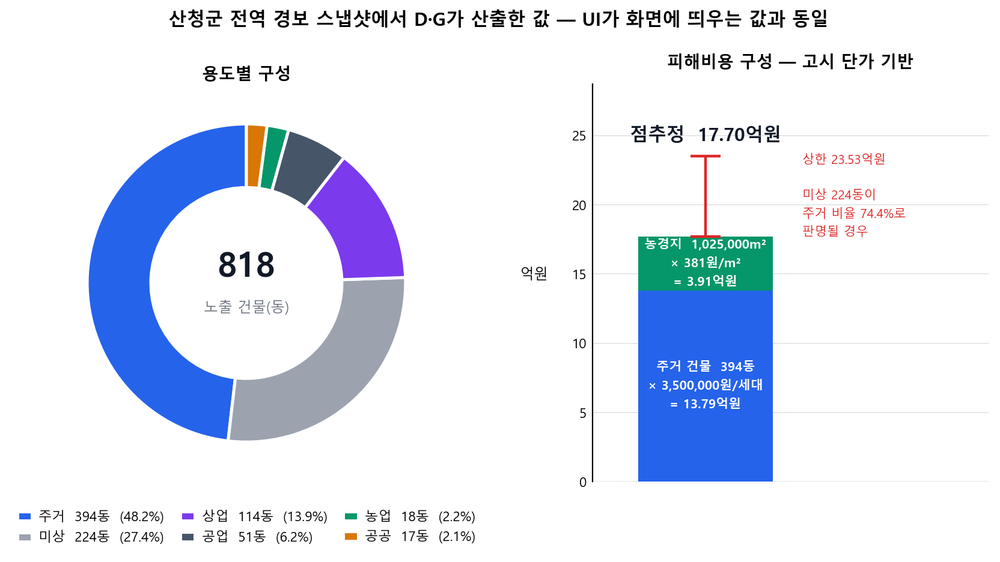 산청군 전역 경보 스냅샷에서 D·G가 산출한 값 — UI가 화면에 띄우는 값과 동일
용도별 구성
818
노출 건물(동)
주거 394동 (48.2%)
미상 224동 (27.4%)
상업 114동 (13.9%)
공업 51동 (6.2%)
농업 18동 (2.2%)
공공 17동 (2.1%)
피해비용 구성 — 고시 단가 기반
억원
25
20
15
10
5
0
점추정 17.70억원
상한 23.53억원
미상 224동이
주거 비율 74.4%로
판명될 경우
농경지 1,025,000m²
× 381원/m²
= 3.91억원
주거 건물 394동
× 3,500,000원/세대
= 13.79억원